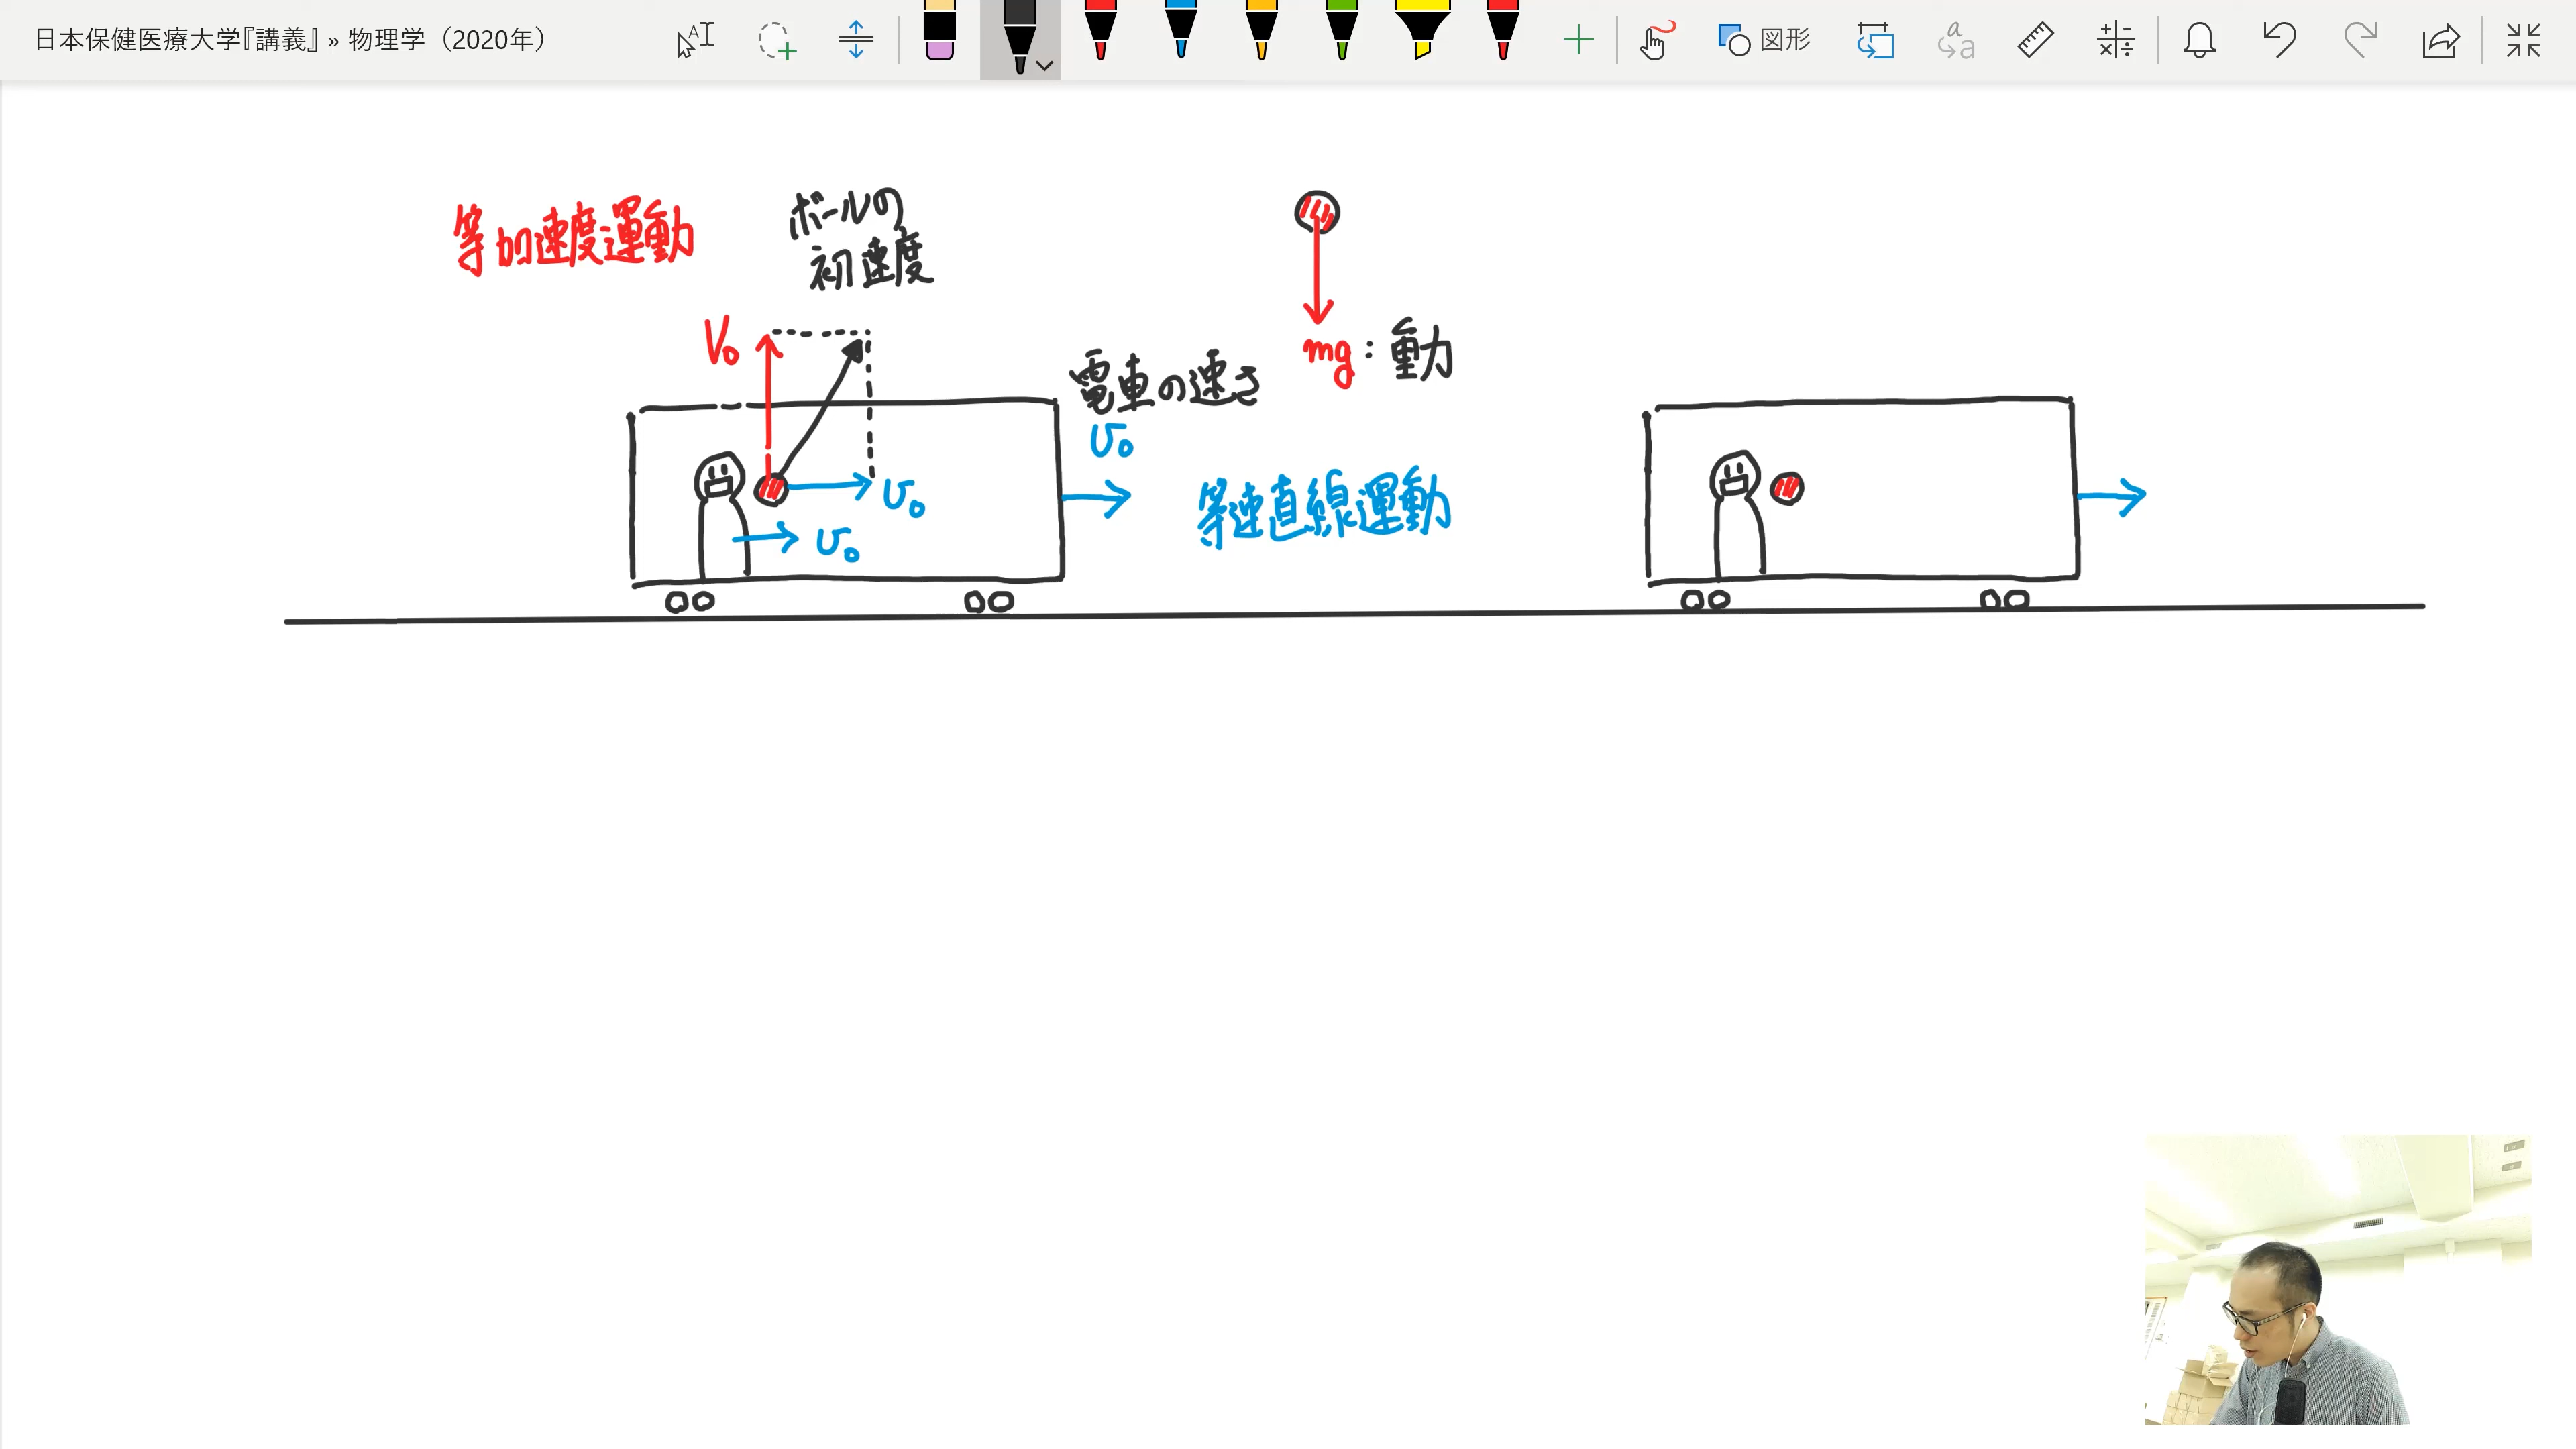 日本保健医療大学『講義』 » 物理学（2020年）
図形
等加速度運動
ボールの
初速度
V₀
mg : 動力
電車の速さ
v₀
v₀
等速直線運動
v₀